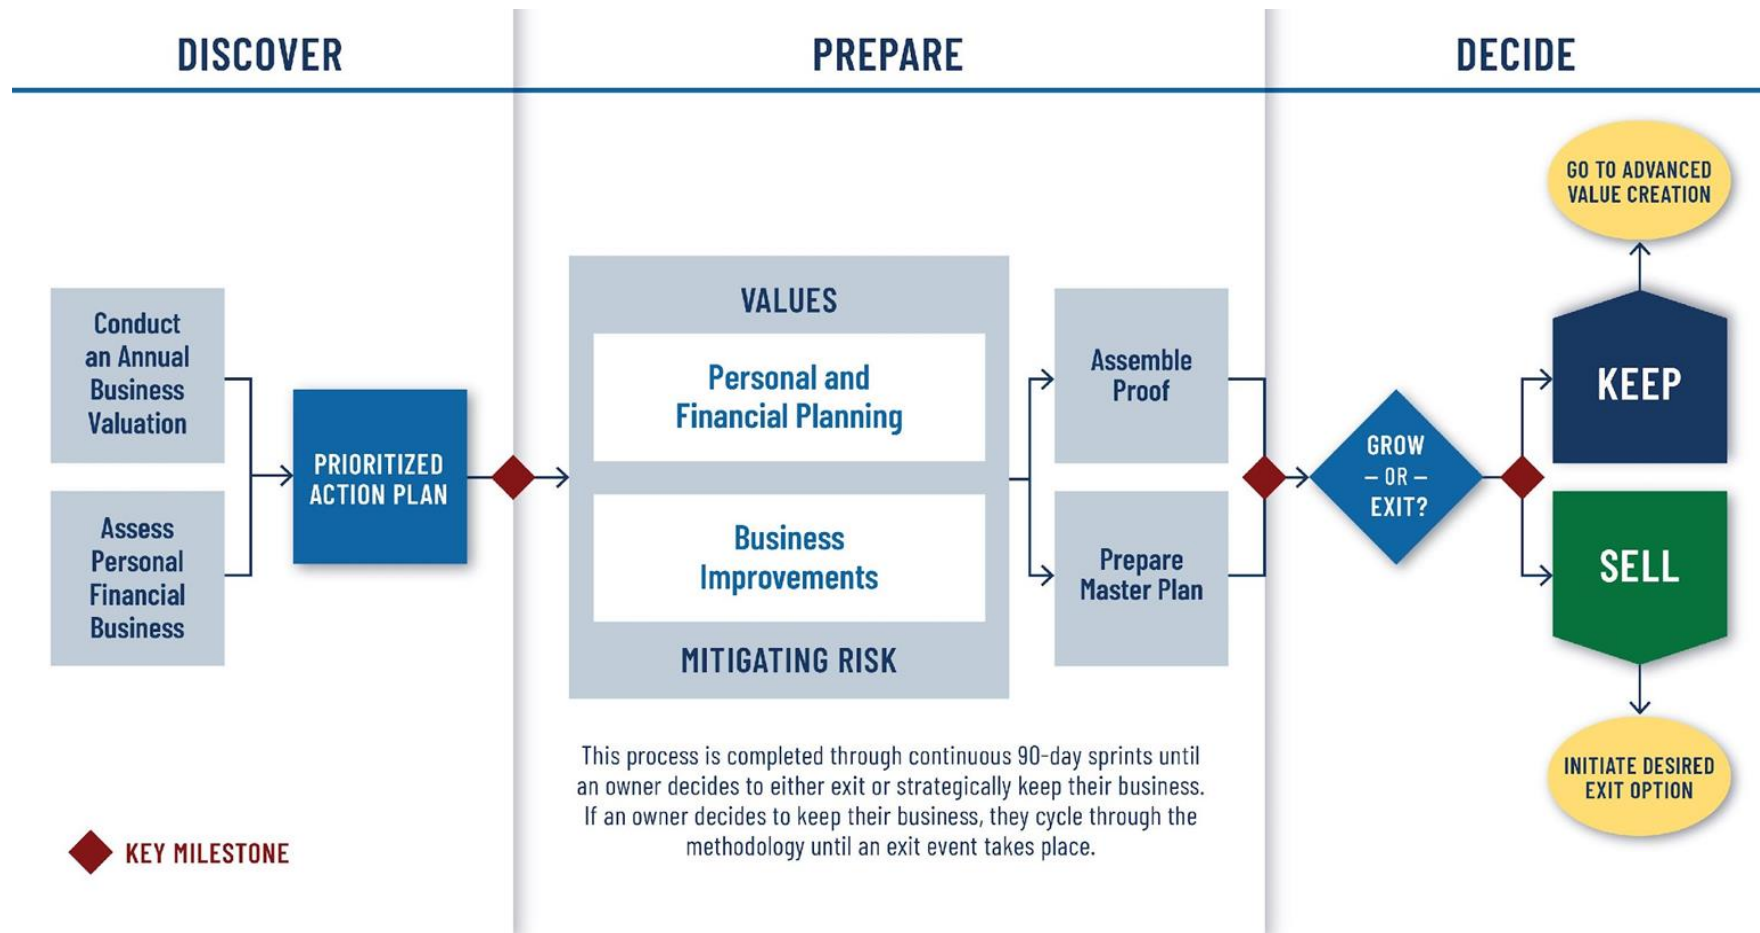 DISCOVER
PREPARE
DECIDE
Conduct
an Annual
Business
Valuation
Assess
Personal
Financial
Business
PRIORITIZED
ACTION PLAN
VALUES
Personal and
Financial Planning
Business
Improvements
MITIGATING RISK
Assemble
Proof
Prepare
Master Plan
This process is completed through continuous 90-day sprints until
an owner decides to either exit or strategically keep their business.
If an owner decides to keep their business, they cycle through the
methodology until an exit event takes place.
GROW
– OR –
EXIT?
GO TO ADVANCED
VALUE CREATION
KEEP
SELL
INITIATE DESIRED
EXIT OPTION
KEY MILESTONE